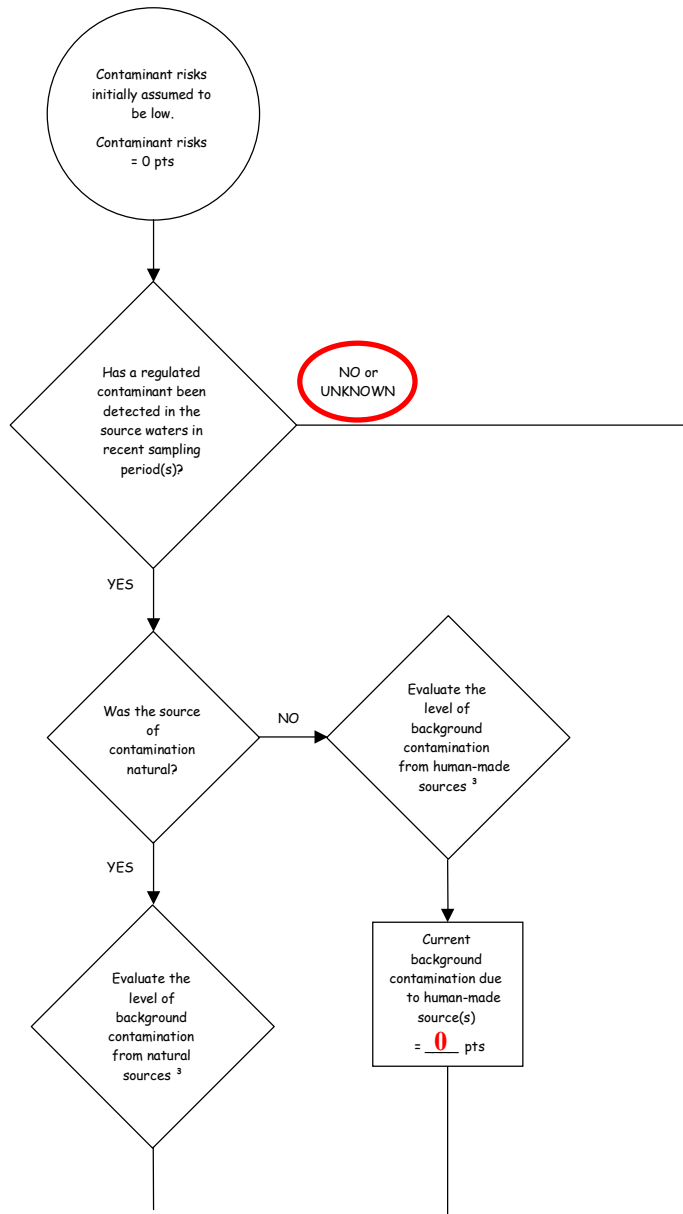 Contaminant risks
initially assumed to
be low.
Contaminant risks
= 0 pts
Has a regulated
contaminant been
detected in the
source waters in
recent sampling
period(s)?
NO or
UNKNOWN
YES
Was the source
of
contamination
natural?
NO
Evaluate the
level of
background
contamination
from human-made
sources ³
YES
Evaluate the
level of
background
contamination
from natural
sources ³
Current
background
contamination due
to human-made
source(s)
= 0 pts